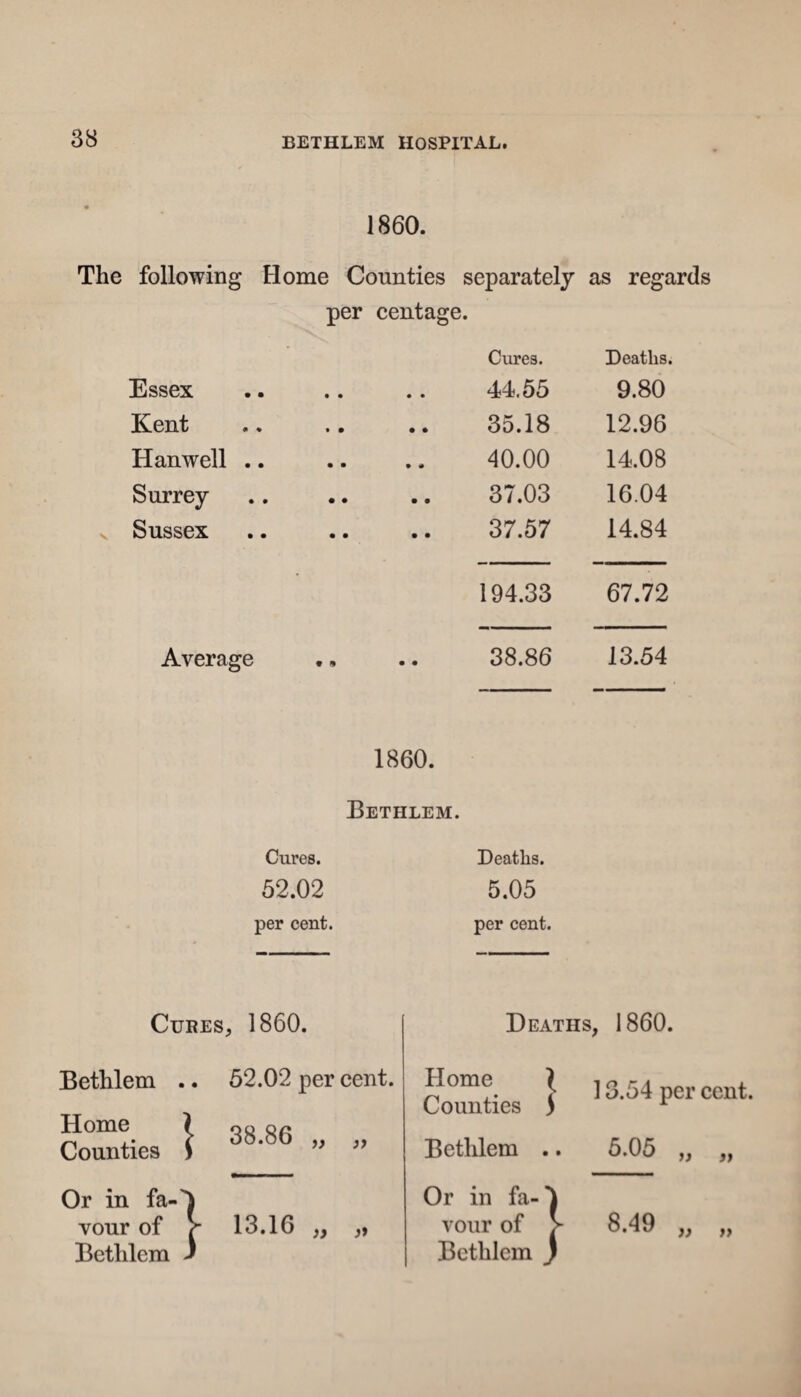 38 BETHLEM HOSPITAL.
1860.
The following Home Counties separately as regards
per centage.
Cures. Deaths.
Essex .. .. .. 44.55 9.80
Kent .. .. .. 35.18 12.96
Hanwell .. .. .. 40.00 14.08
Surrey .. .. .. 37.03 16.04
Sussex .. .. .. 37.57 14.84
194.33 67.72
Average .. .. 38.86 13.54
1860.
BETHLEM.
Cures. Deaths.
52.02 5.05
per cent. per cent.
CURES, 1860.
Bethlem .. 52.02 per cent.
Home
Counties } 38.86 „ „
Or in fa-
vour of } 13.16 „ „
Bethlem
DEATHS, 1860.
Home
Counties } 13.54 per cent.
Bethlem .. 5.05 „ „
Or in fa-
vour of } 8.49 „ „
Bethlem